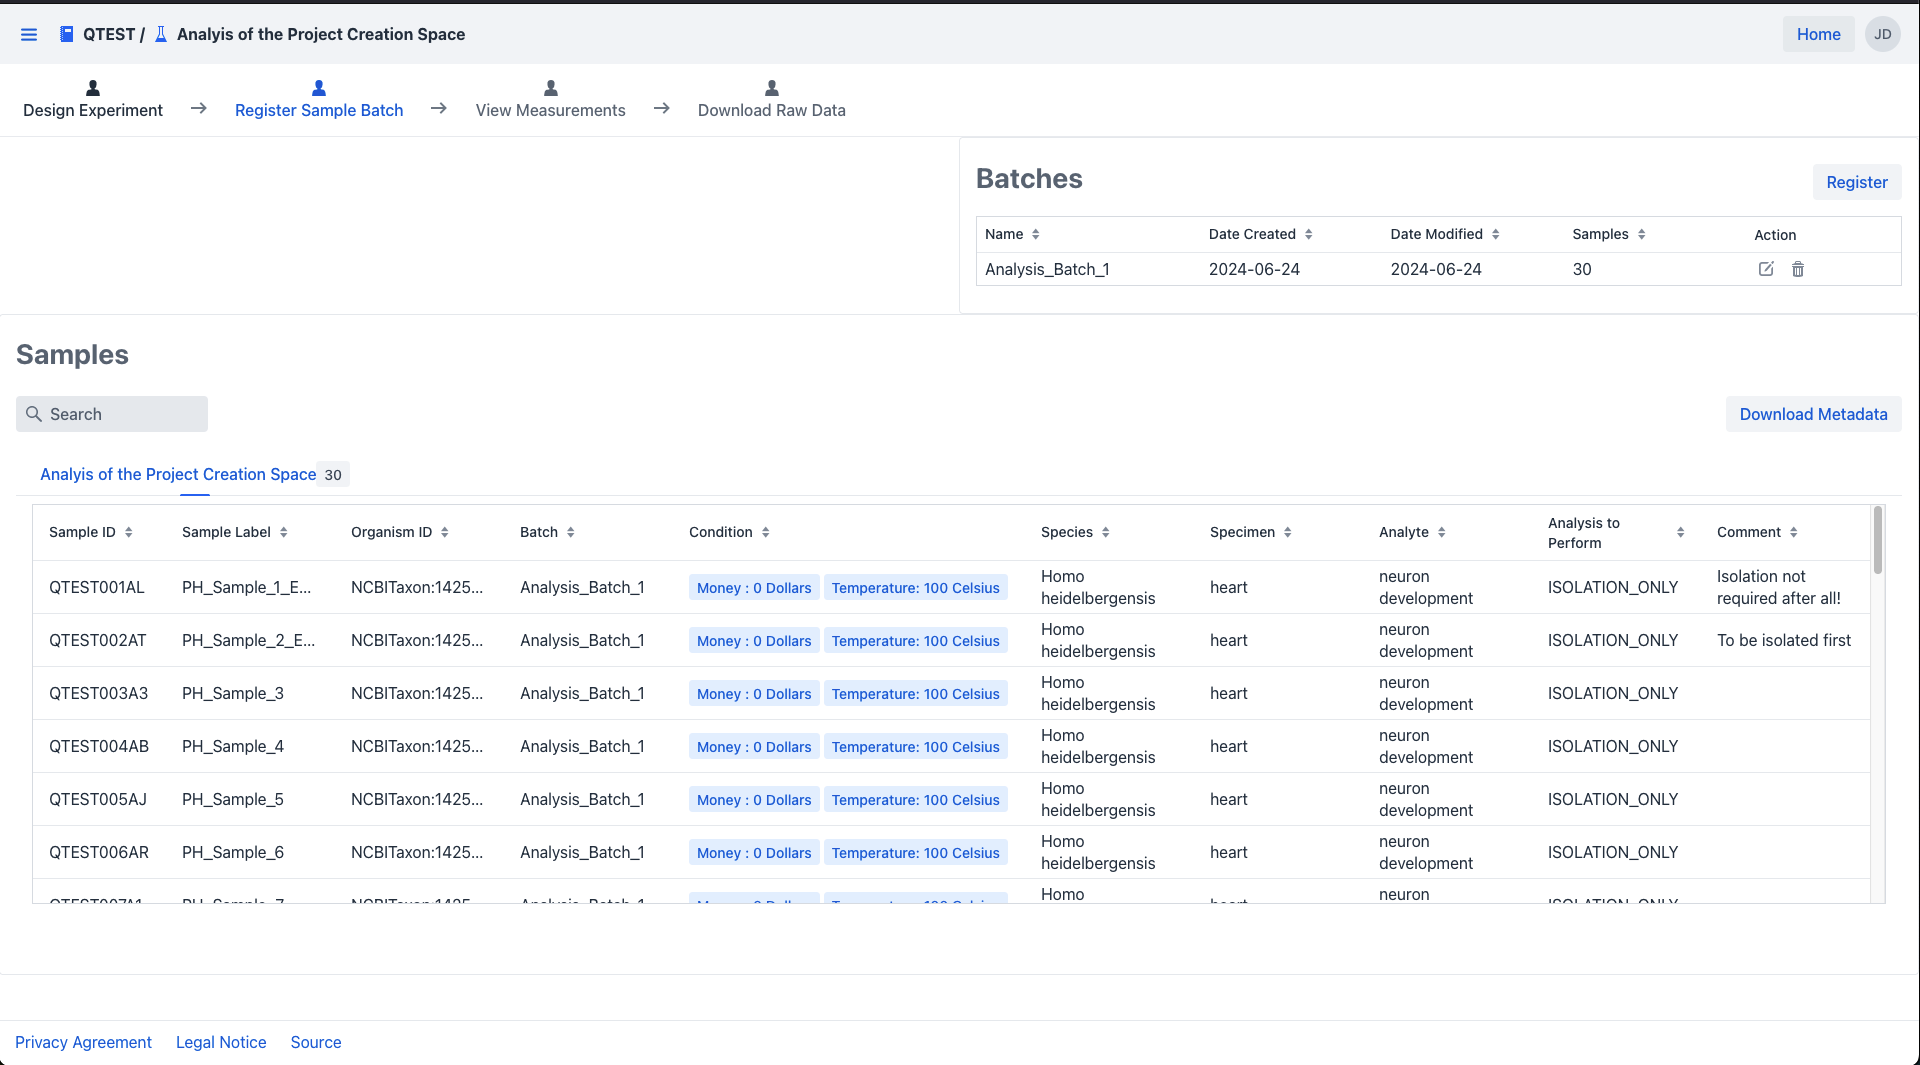 QTEST / Analyis of the Project Creation Space
Home
JD
Design Experiment
Register Sample Batch
View Measurements
Download Raw Data
Batches
Register
Name Date Created Date Modified Samples Action
Analysis_Batch_1 2024-06-24 2024-06-24 30
Samples
Search
Download Metadata
Analyis of the Project Creation Space 30
Sample ID Sample Label Organism ID Batch Condition Species Specimen Analyte Analysis to Perform Comment
QTEST001AL PH_Sample_1_E... NCBITaxon:1425... Analysis_Batch_1 Money : 0 Dollars Temperature: 100 Celsius Homo heidelbergensis heart neuron development ISOLATION_ONLY Isolation not required after all!
QTEST002AT PH_Sample_2_E... NCBITaxon:1425... Analysis_Batch_1 Money : 0 Dollars Temperature: 100 Celsius Homo heidelbergensis heart neuron development ISOLATION_ONLY To be isolated first
QTEST003A3 PH_Sample_3 NCBITaxon:1425... Analysis_Batch_1 Money : 0 Dollars Temperature: 100 Celsius Homo heidelbergensis heart neuron development ISOLATION_ONLY
QTEST004AB PH_Sample_4 NCBITaxon:1425... Analysis_Batch_1 Money : 0 Dollars Temperature: 100 Celsius Homo heidelbergensis heart neuron development ISOLATION_ONLY
QTEST005AJ PH_Sample_5 NCBITaxon:1425... Analysis_Batch_1 Money : 0 Dollars Temperature: 100 Celsius Homo heidelbergensis heart neuron development ISOLATION_ONLY
QTEST006AR PH_Sample_6 NCBITaxon:1425... Analysis_Batch_1 Money : 0 Dollars Temperature: 100 Celsius Homo heidelbergensis heart neuron development ISOLATION_ONLY
Homo neuron
Privacy Agreement Legal Notice Source